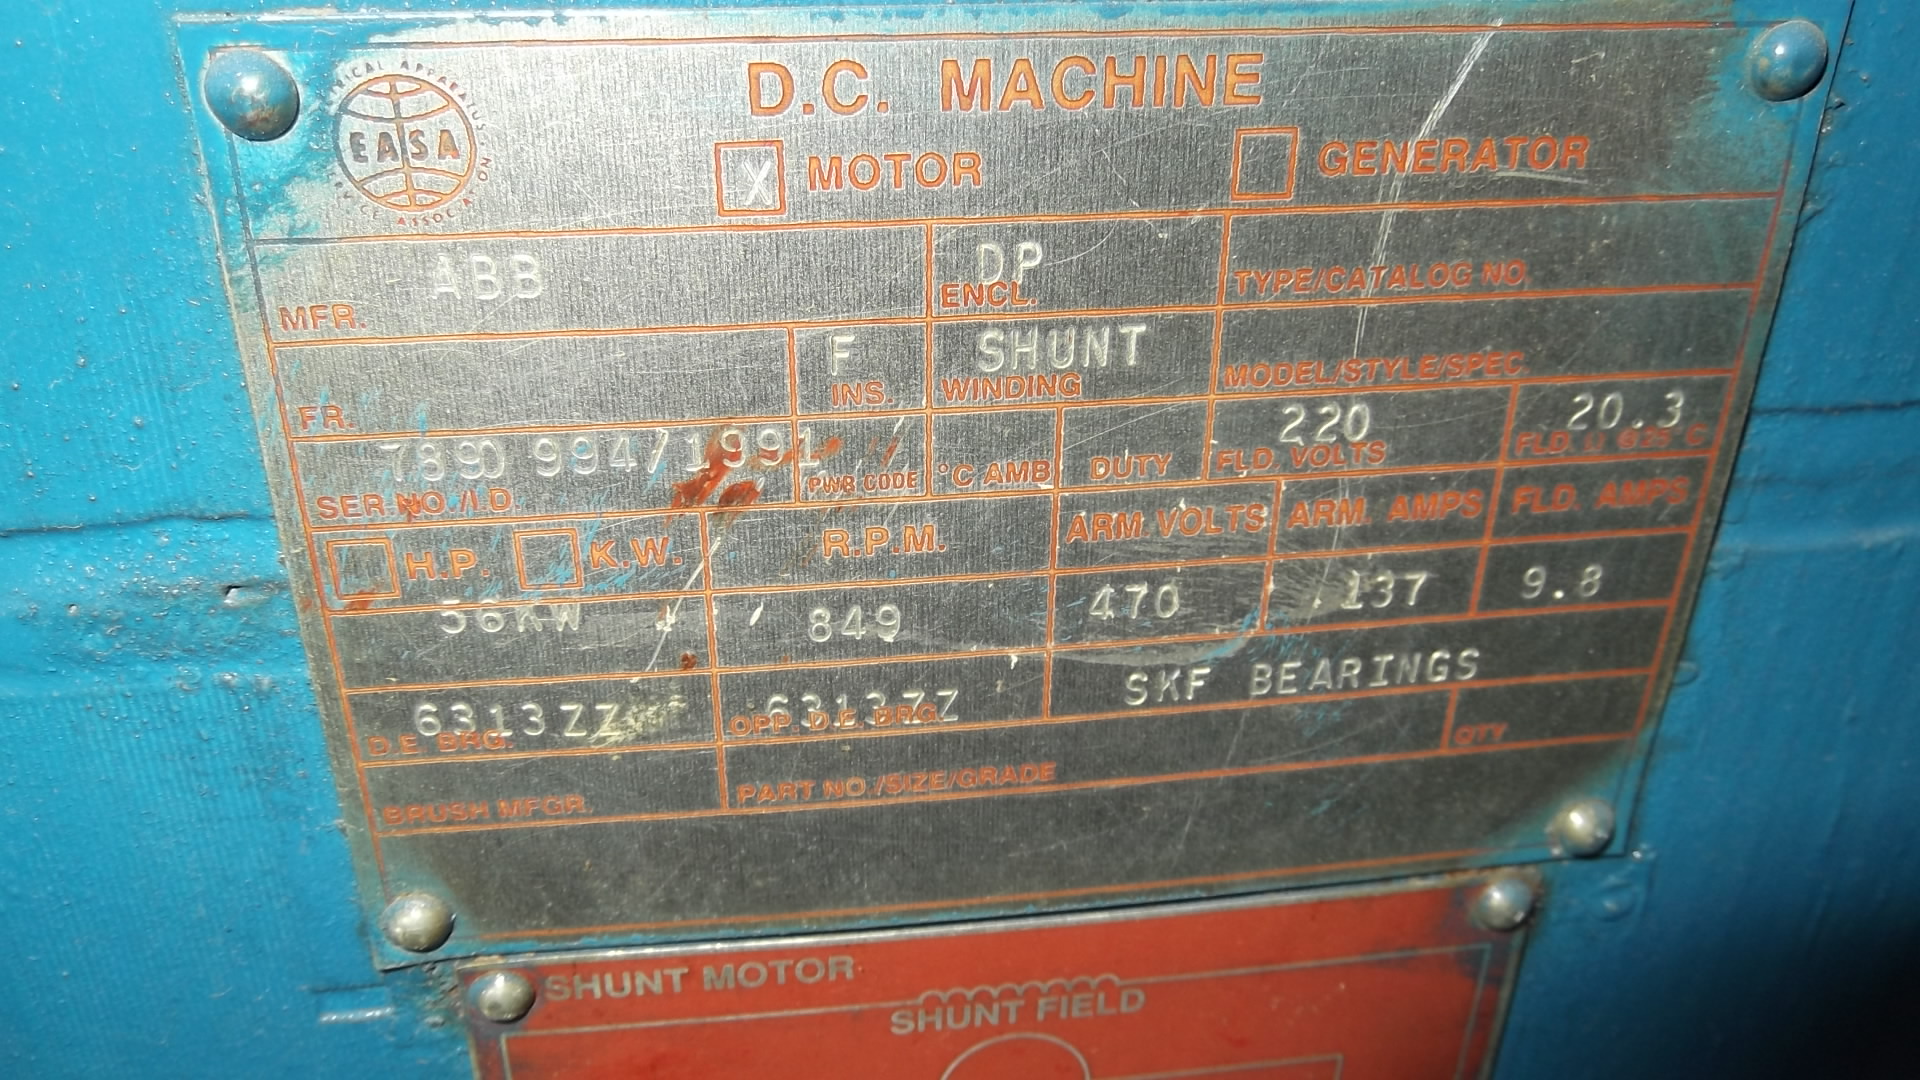 EASA
D.C. MACHINE
X MOTOR GENERATOR
ABB DP
MFR. ENCL. TYPE/CATALOG NO.
F SHUNT
FR. INS. WINDING MODEL/STYLE/SPEC.
994/1991 220 20.3
SER. NO./I.D. PWR CODE °C AMB DUTY FLD. VOLTS FLD. Ω @25°C
H.P. K.W. R.P.M. ARM. VOLTS ARM. AMPS FLD. AMPS
56KW 849 470 137 9.8
6313ZZ 6313ZZ SKF BEARINGS
D.E. BRG. OPP. D.E. BRG. QTY
BRUSH MFGR. PART NO./SIZE/GRADE
SHUNT MOTOR
SHUNT FIELD